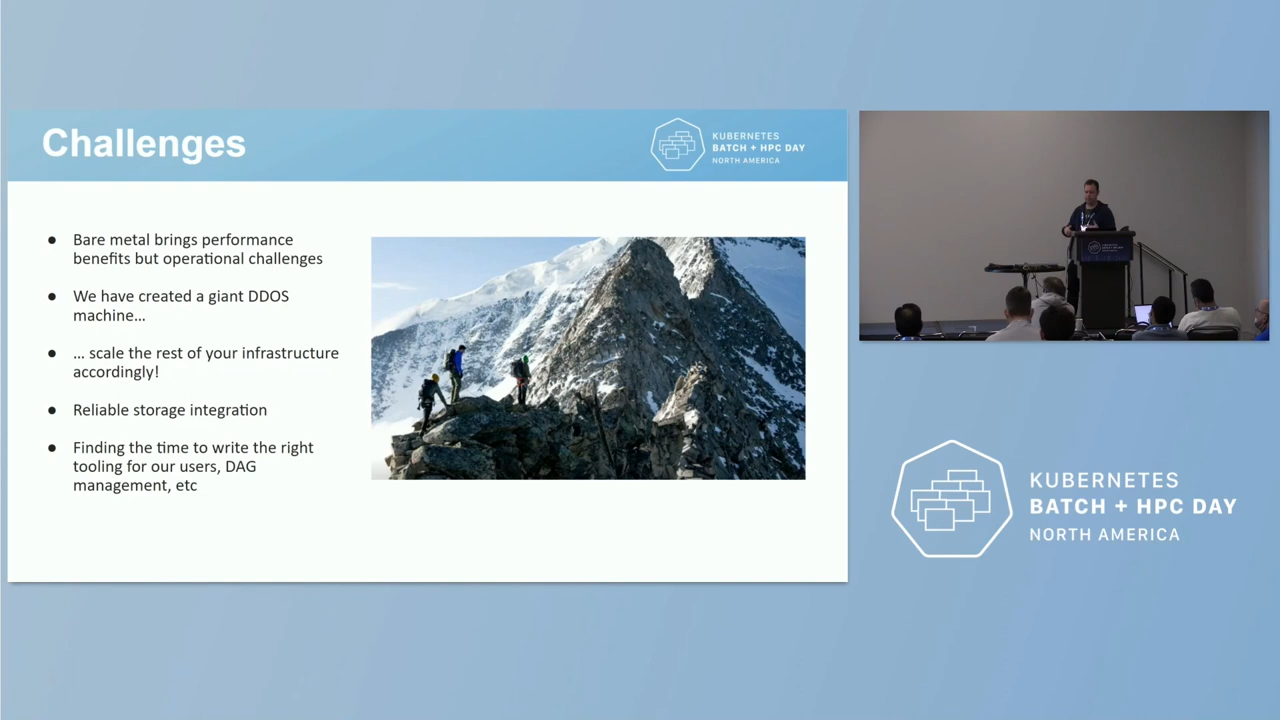 Challenges
KUBERNETES
BATCH + HPC DAY
NORTH AMERICA
● Bare metal brings performance
benefits but operational challenges
● We have created a giant DDOS
machine…
● … scale the rest of your infrastructure
accordingly!
● Reliable storage integration
● Finding the time to write the right
tooling for our users, DAG
management, etc
KUBERNETES
BATCH + HPC DAY
NORTH AMERICA